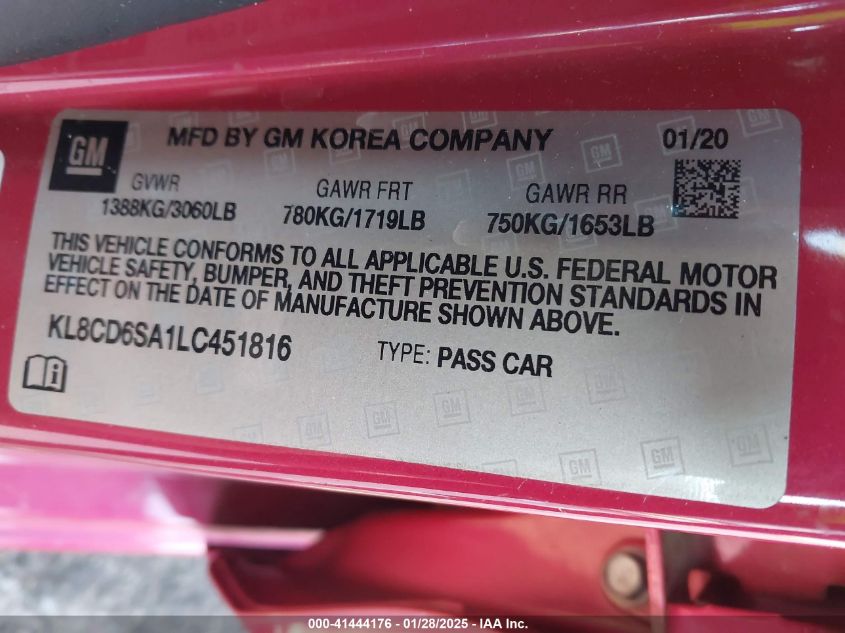 GM
MFD BY GM KOREA COMPANY 01/20
GVWR GAWR FRT GAWR RR
1388KG/3060LB 780KG/1719LB 750KG/1653LB
THIS VEHICLE CONFORMS TO ALL APPLICABLE U.S. FEDERAL MOTOR
VEHICLE SAFETY, BUMPER, AND THEFT PREVENTION STANDARDS IN
EFFECT ON THE DATE OF MANUFACTURE SHOWN ABOVE.
KL8CD6SA1LC451816 TYPE: PASS CAR
000-41444176 | 01/28/2025 - IAA Inc.